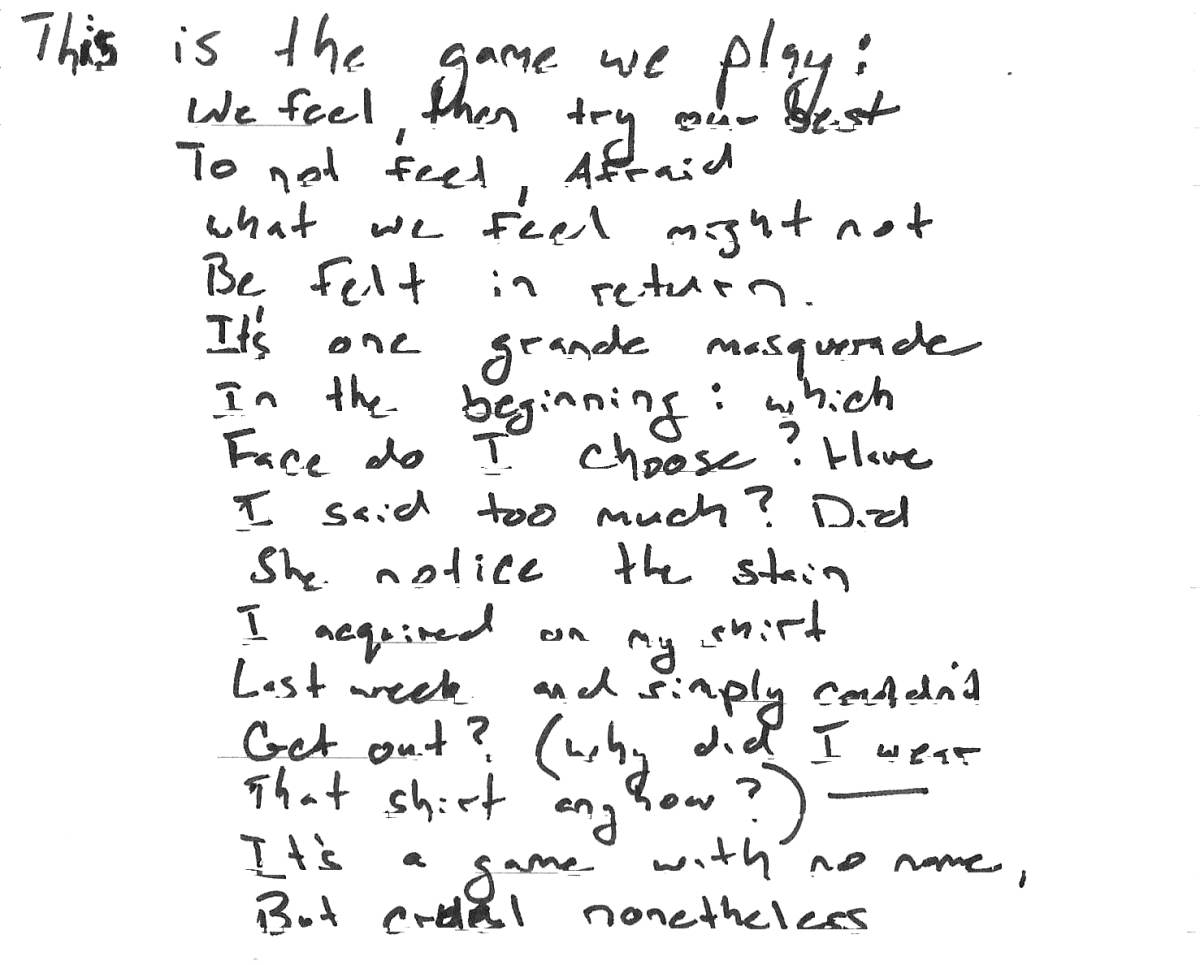 This is the game we play:
We feel, then try our best
To not feel, Afraid
what we feel might not
Be felt in return.
It's one grande masquerade
In the beginning: which
Face do I choose? Have
I said too much? Did
She notice the stain
I acquired on my shirt
Last week and simply couldn't
Get out? (why did I wear
That shirt anyhow?) —
It's a game with no name,
But cruel nonetheless